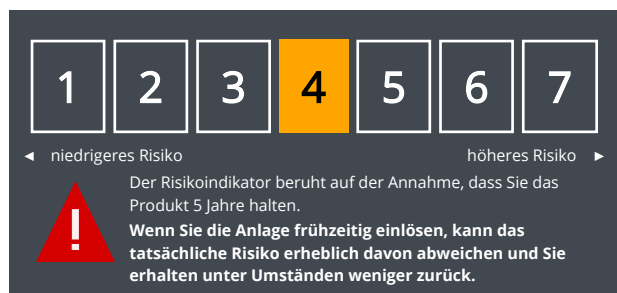 1 2 3 4 5 6 7
◄ niedrigeres Risiko höheres Risiko ►
Der Risikoindikator beruht auf der Annahme, dass Sie das
Produkt 5 Jahre halten.
Wenn Sie die Anlage frühzeitig einlösen, kann das
tatsächliche Risiko erheblich davon abweichen und Sie
erhalten unter Umständen weniger zurück.
!